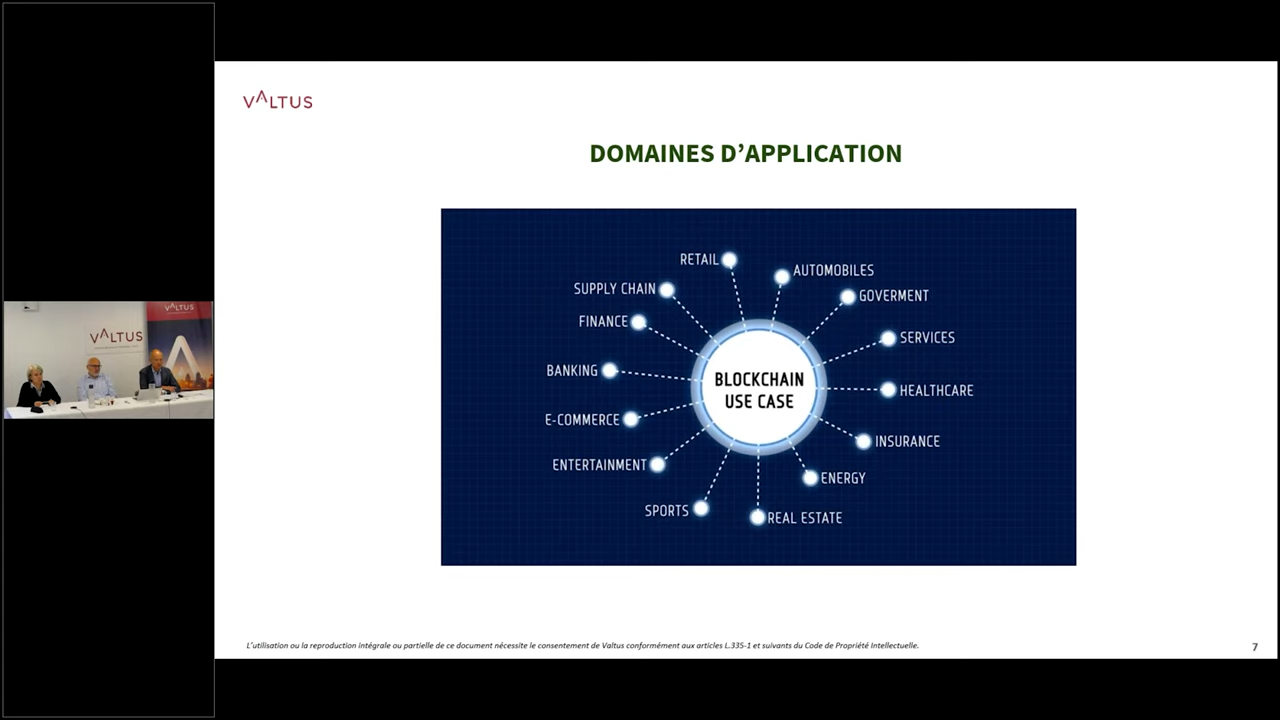 VALTUS
DOMAINES D’APPLICATION
RETAIL
AUTOMOBILES
SUPPLY CHAIN
GOVERMENT
FINANCE
SERVICES
BANKING
BLOCKCHAIN
USE CASE
HEALTHCARE
E-COMMERCE
INSURANCE
ENTERTAINMENT
ENERGY
SPORTS
REAL ESTATE
VALTUS
VALTUS
L’utilisation ou la reproduction intégrale ou partielle de ce document nécessite le consentement de Valtus conformément aux articles L.335-1 et suivants du Code de Propriété Intellectuelle.
7